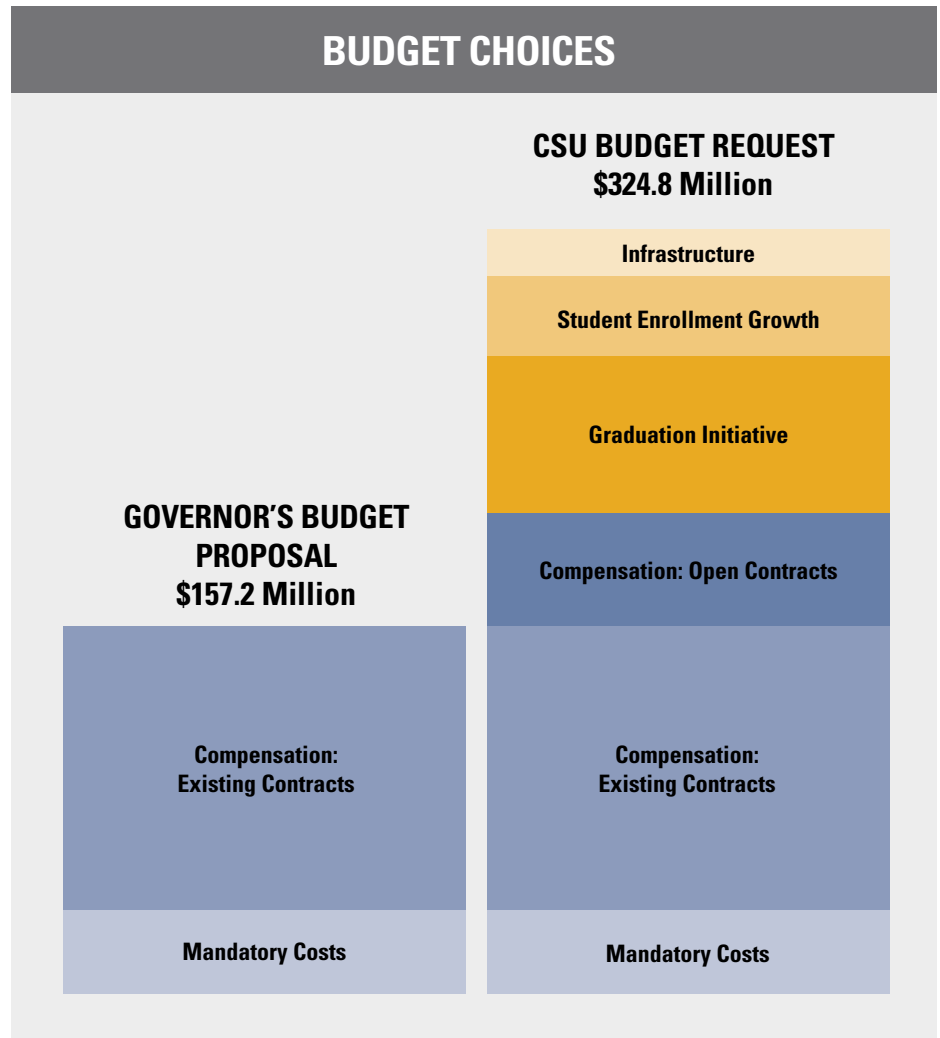 BUDGET CHOICES
CSU BUDGET REQUEST
$324.8 Million
Infrastructure
Student Enrollment Growth
Graduation Initiative
Compensation: Open Contracts
Compensation:
Existing Contracts
Mandatory Costs
GOVERNOR'S BUDGET
PROPOSAL
$157.2 Million
Compensation:
Existing Contracts
Mandatory Costs